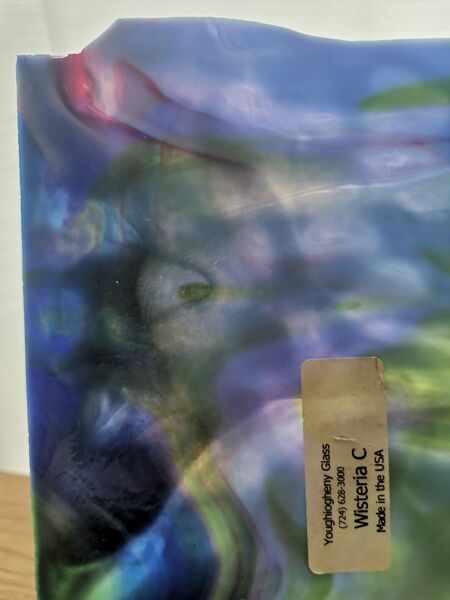 Youghiogheny Glass
(724) 628-3000
Wisteria C
Made in the USA